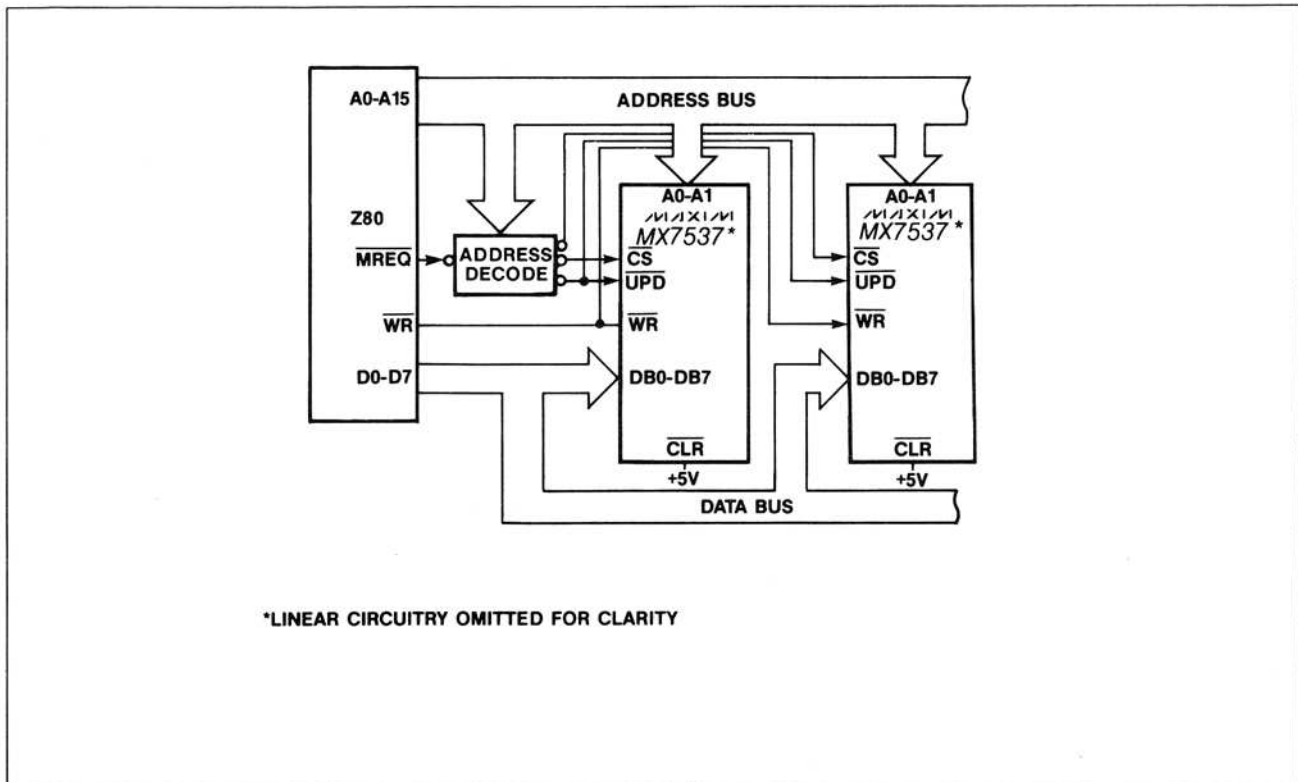 A0-A15
ADDRESS BUS
Z80
MREQ
ADDRESS
DECODE
WR
D0-D7
A0-A1
MAXIM
MX7537*
CS
UPD
WR
DB0-DB7
CLR
+5V
A0-A1
MAXIM
MX7537*
CS
UPD
WR
DB0-DB7
CLR
+5V
DATA BUS
*LINEAR CIRCUITRY OMITTED FOR CLARITY